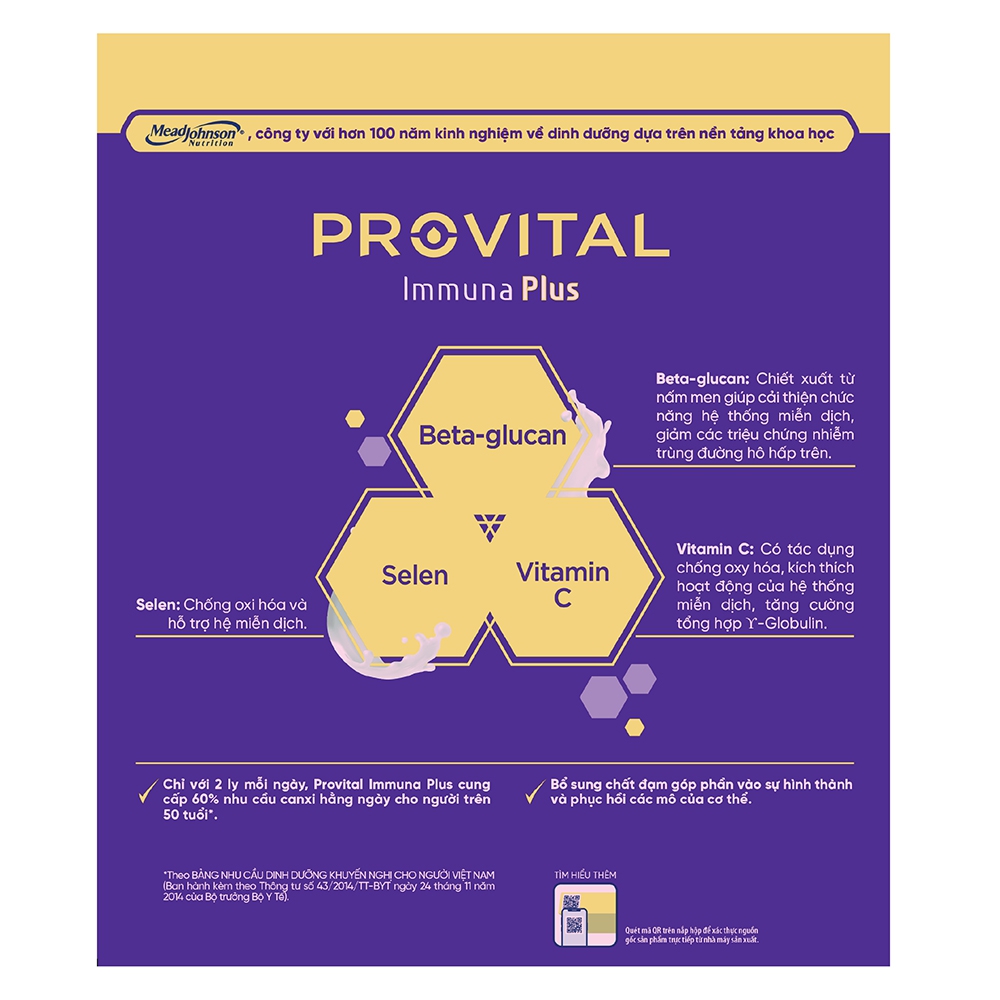 MeadJohnson Nutrition®, công ty với hơn 100 năm kinh nghiệm về dinh dưỡng dựa trên nền tảng khoa học
PROVITAL
Immuna Plus
Beta-glucan
Beta-glucan: Chiết xuất từ
nấm men giúp cải thiện chức
năng hệ thống miễn dịch,
giảm các triệu chứng nhiễm
trùng đường hô hấp trên.
Selen
Vitamin
C
Vitamin C: Có tác dụng
chống oxy hóa, kích thích
hoạt động của hệ thống
miễn dịch, tăng cường
tổng hợp ϒ-Globulin.
Selen: Chống oxi hóa và
hỗ trợ hệ miễn dịch.
Chỉ với 2 ly mỗi ngày, Provital Immuna Plus cung
cấp 60% nhu cầu canxi hằng ngày cho người trên
50 tuổi*.
Bổ sung chất đạm góp phần vào sự hình thành
và phục hồi các mô của cơ thể.
*Theo BẢNG NHU CẦU DINH DƯỠNG KHUYẾN NGHỊ CHO NGƯỜI VIỆT NAM
(Ban hành kèm theo Thông tư số 43/2014/TT-BYT ngày 24 tháng 11 năm
2014 của Bộ trưởng Bộ Y Tế).
TÌM HIỂU THÊM
Quét mã QR trên nắp hộp để xác thực nguồn
gốc sản phẩm trực tiếp từ nhà máy sản xuất.